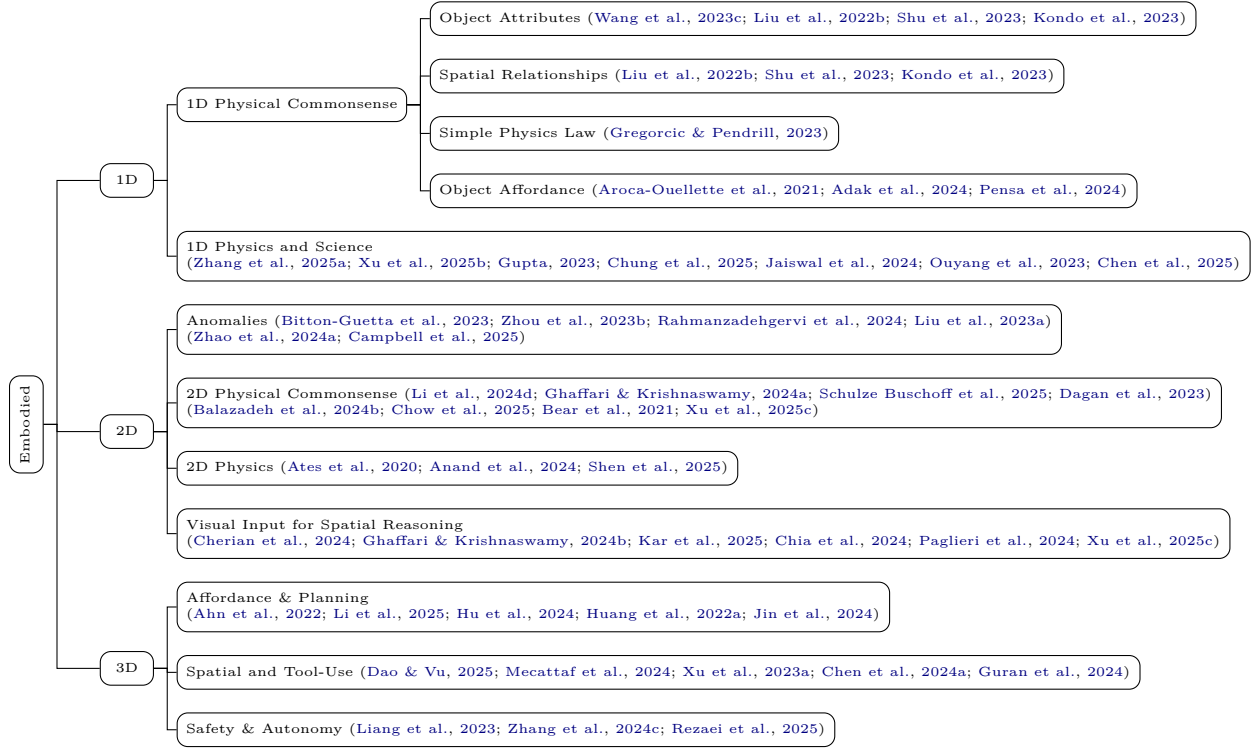 Object Attributes (Wang et al., 2023c; Liu et al., 2022b; Shu et al., 2023; Kondo et al., 2023)
Spatial Relationships (Liu et al., 2022b; Shu et al., 2023; Kondo et al., 2023)
1D Physical Commonsense
Simple Physics Law (Gregorcic & Pendrill, 2023)
1D
Object Affordance (Aroca-Ouellette et al., 2021; Adak et al., 2024; Pensa et al., 2024)
1D Physics and Science
(Zhang et al., 2025a; Xu et al., 2025b; Gupta, 2023; Chung et al., 2025; Jaiswal et al., 2024; Ouyang et al., 2023; Chen et al., 2025)
Anomalies (Bitton-Guetta et al., 2023; Zhou et al., 2023b; Rahmanzadehgervi et al., 2024; Liu et al., 2023a)
(Zhao et al., 2024a; Campbell et al., 2025)
Embodied
2D Physical Commonsense (Li et al., 2024d; Ghaffari & Krishnaswamy, 2024a; Schulze Buschoff et al., 2025; Dagan et al., 2023)
(Balazadeh et al., 2024b; Chow et al., 2025; Bear et al., 2021; Xu et al., 2025c)
2D
2D Physics (Ates et al., 2020; Anand et al., 2024; Shen et al., 2025)
Visual Input for Spatial Reasoning
(Cherian et al., 2024; Ghaffari & Krishnaswamy, 2024b; Kar et al., 2025; Chia et al., 2024; Paglieri et al., 2024; Xu et al., 2025c)
Affordance & Planning
(Ahn et al., 2022; Li et al., 2025; Hu et al., 2024; Huang et al., 2022a; Jin et al., 2024)
3D
Spatial and Tool-Use (Dao & Vu, 2025; Mecattaf et al., 2024; Xu et al., 2023a; Chen et al., 2024a; Guran et al., 2024)
Safety & Autonomy (Liang et al., 2023; Zhang et al., 2024c; Rezaei et al., 2025)